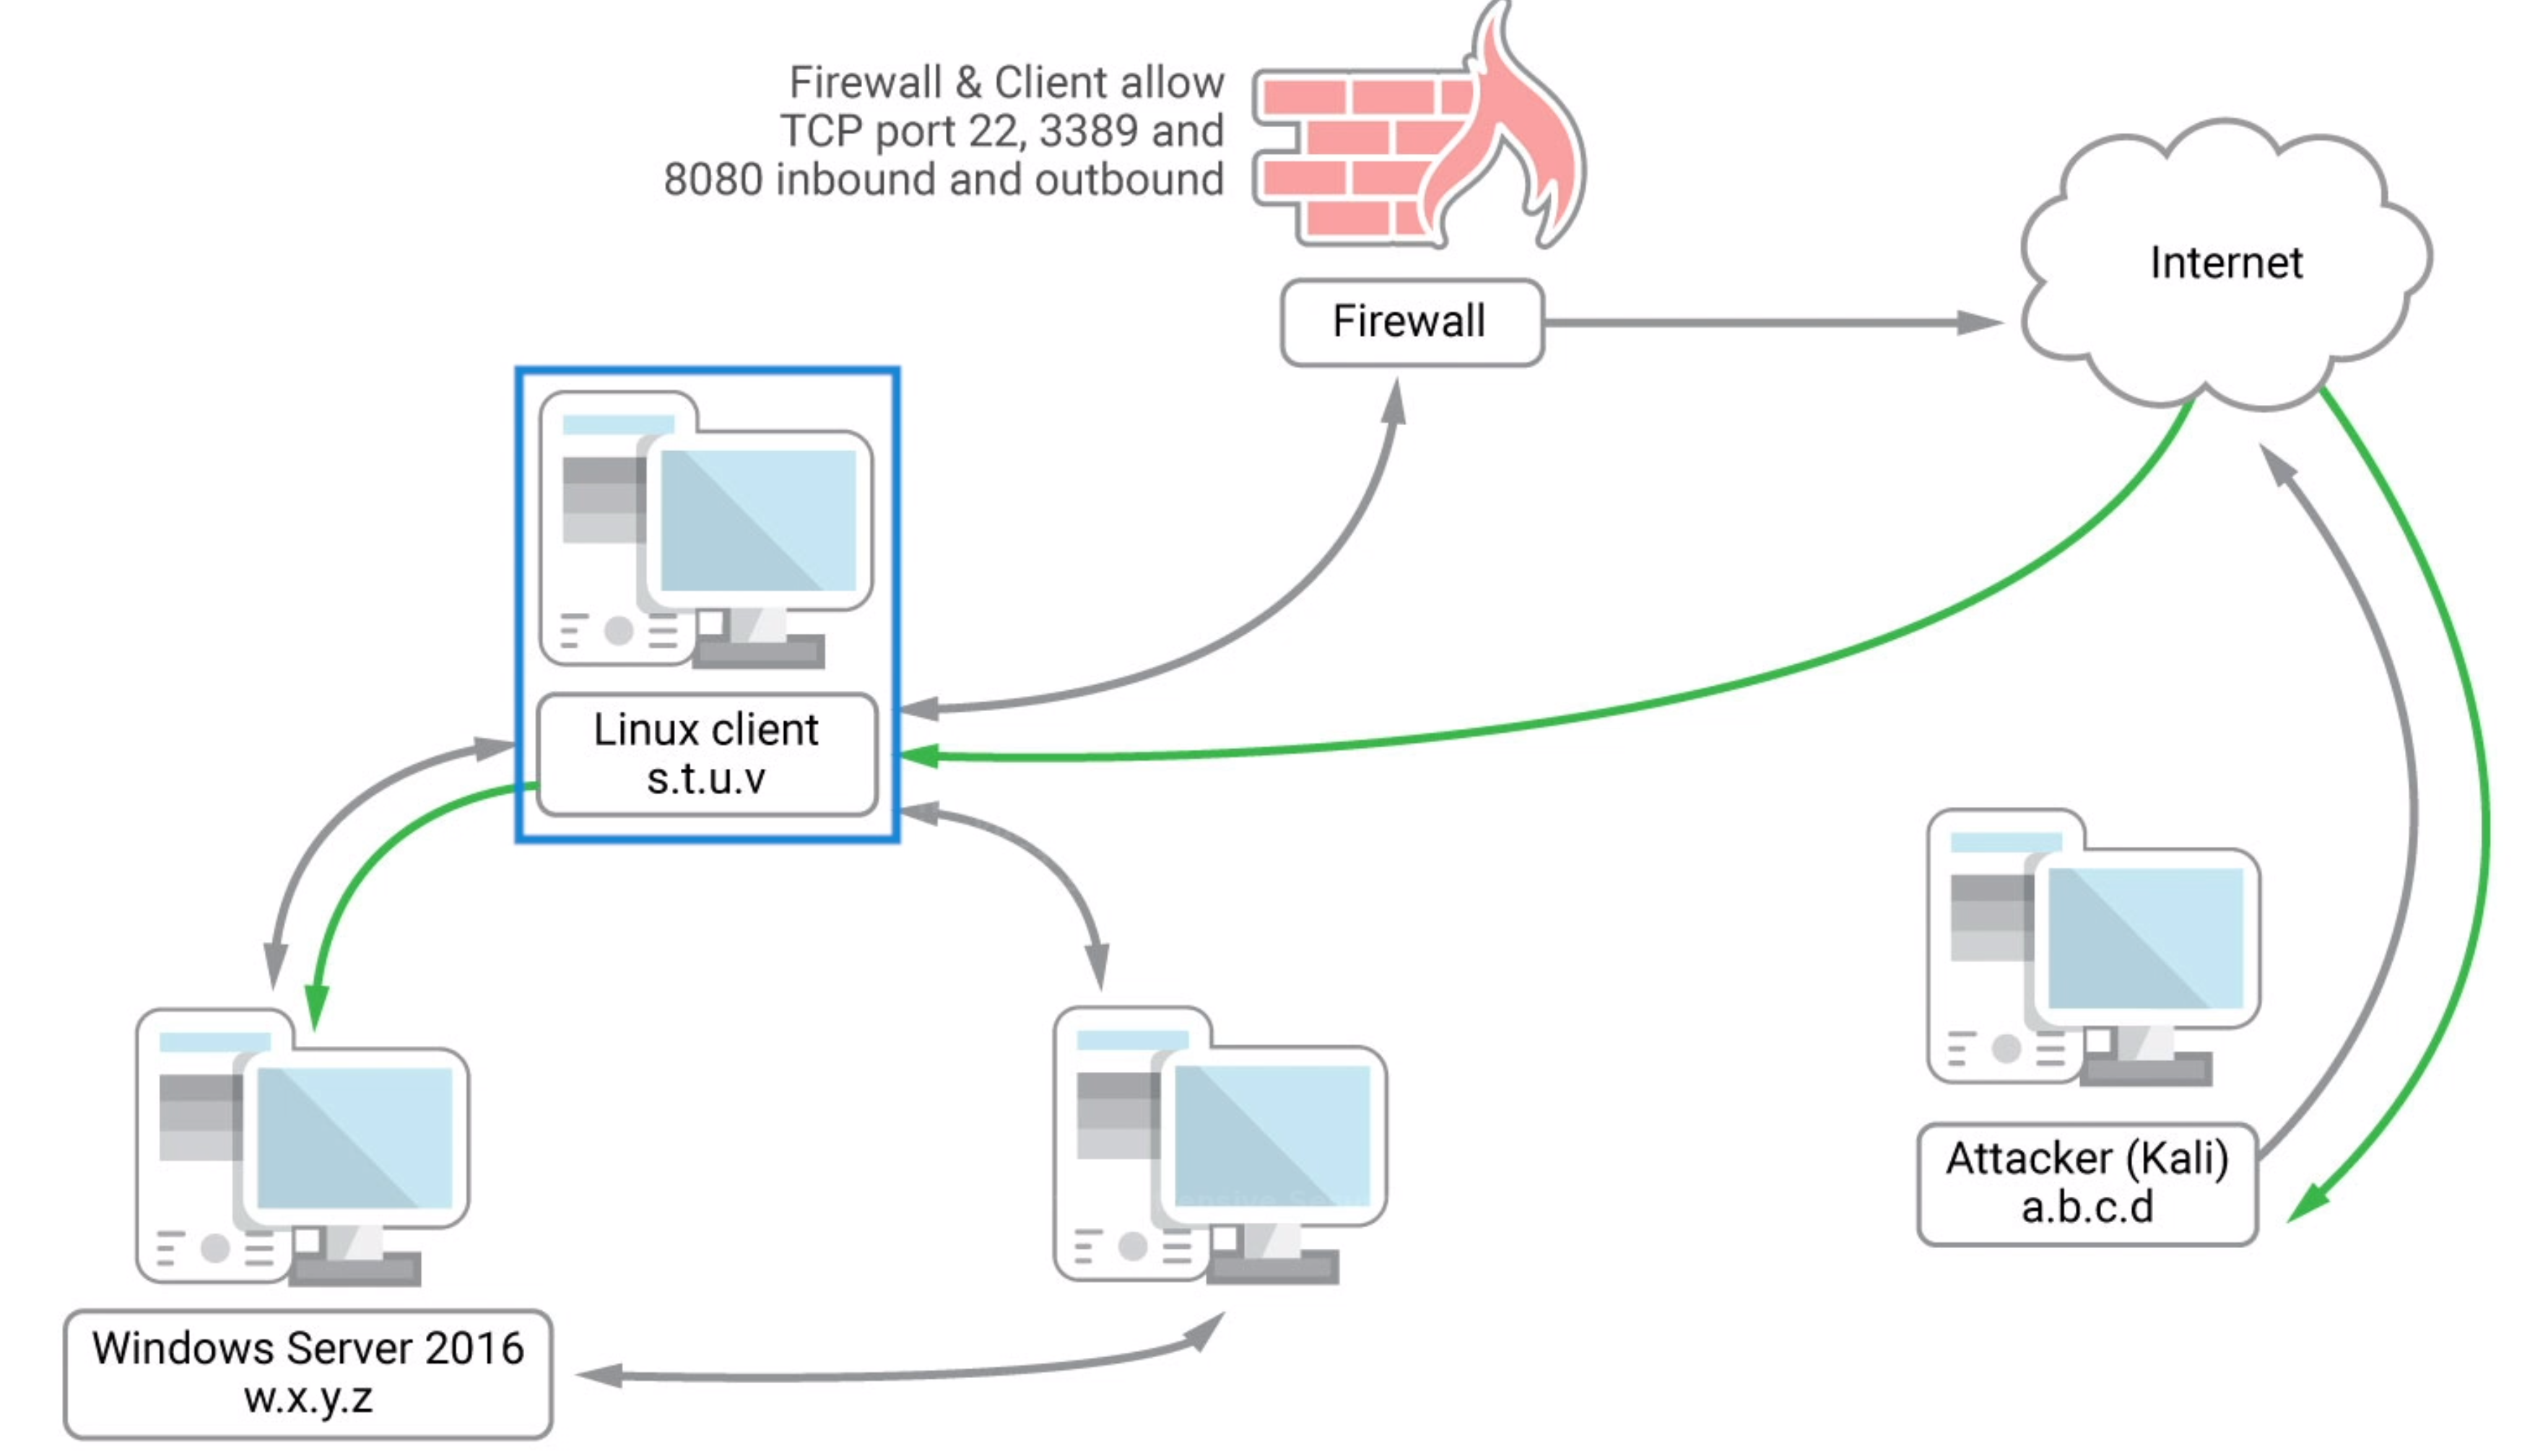 Firewall & Client allow
TCP port 22, 3389 and
8080 inbound and outbound
Firewall
Internet
Linux client
s.t.u.v
Attacker (Kali)
a.b.c.d
Windows Server 2016
w.x.y.z